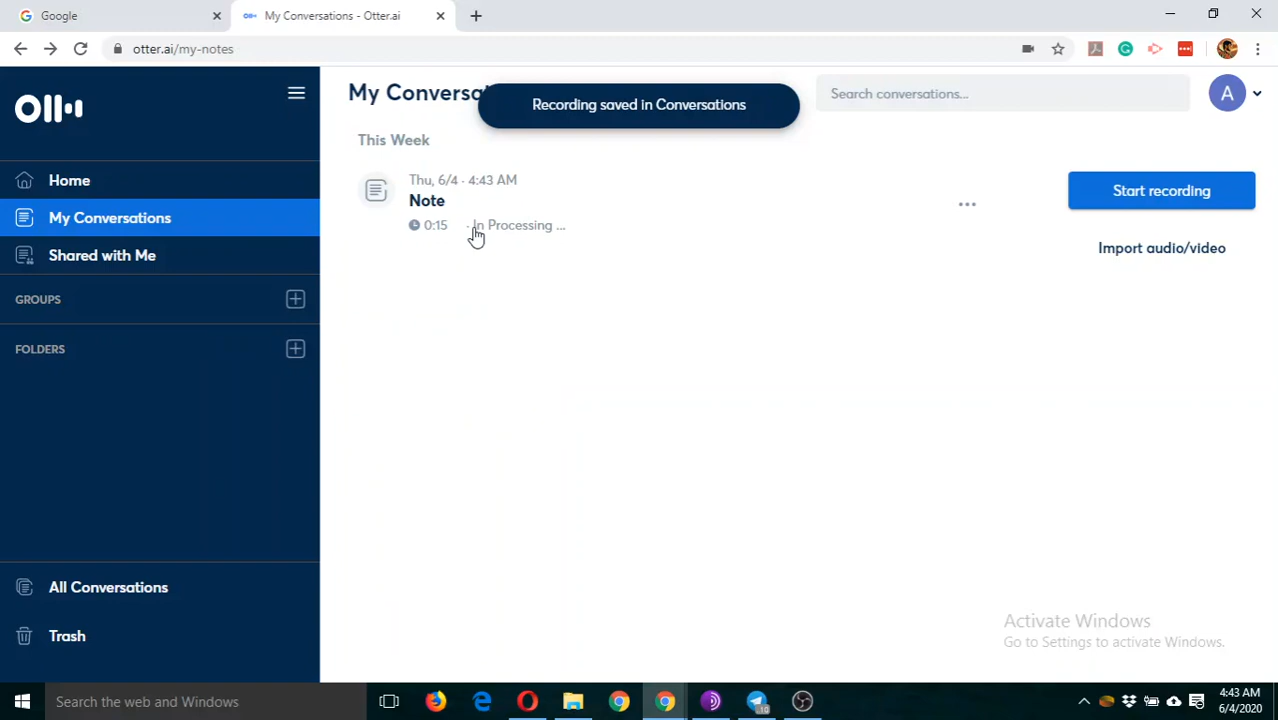 Google
My Conversations - Otter.ai
otter.ai/my-notes
My Conversat
Recording saved in Conversations
Search conversations...
A
This Week
Home
Thu, 6/4 · 4:43 AM
Note
Start recording
My Conversations
0:15 · In Processing ...
Import audio/video
Shared with Me
GROUPS
FOLDERS
All Conversations
Trash
Activate Windows
Go to Settings to activate Windows.
Search the web and Windows
4:43 AM
6/4/2020